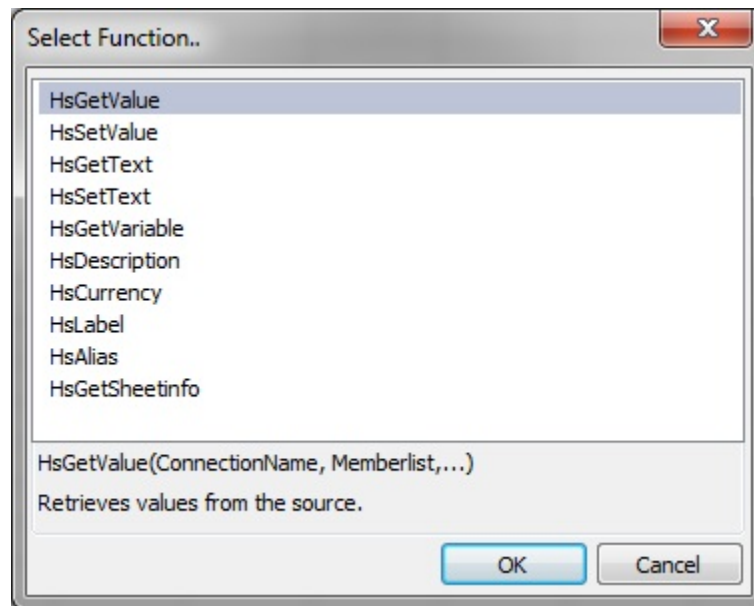 Select Function..
HsGetValue
HsSetValue
HsGetText
HsSetText
HsGetVariable
HsDescription
HsCurrency
HsLabel
HsAlias
HsGetSheetinfo
HsGetValue(ConnectionName, Memberlist,...)
Retrieves values from the source.
OK Cancel